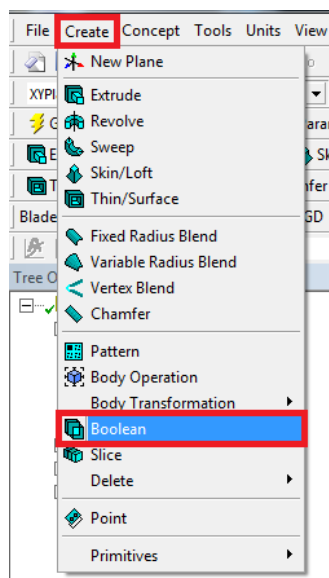 File Create Concept Tools Units View
New Plane
XYPl
Extrude
Revolve
Sweep
Skin/Loft
Thin/Surface
Blade
GD
Fixed Radius Blend
Variable Radius Blend
Tree O
Vertex Blend
Chamfer
Pattern
Body Operation
Body Transformation
Boolean
Slice
Delete
Point
Primitives